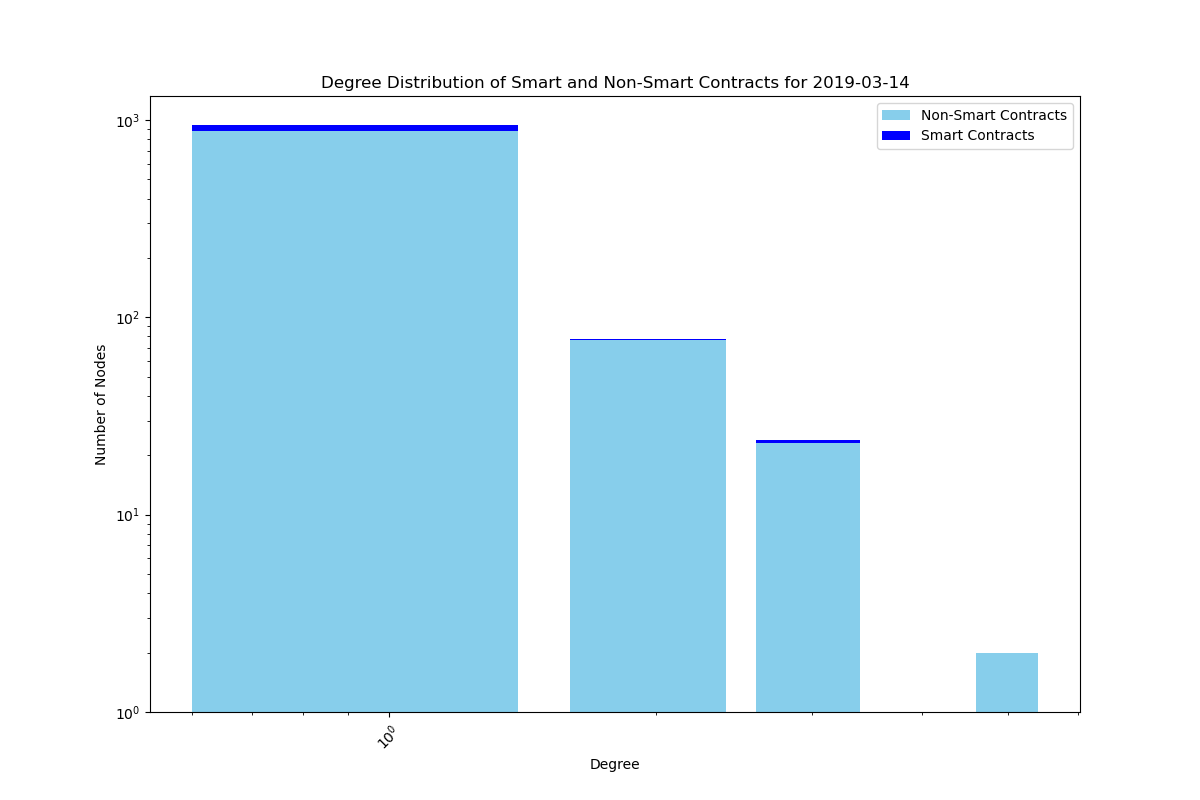 Degree Distribution of Smart and Non-Smart Contracts for 2019-03-14
Non-Smart Contracts
Smart Contracts
Number of Nodes
10³
10²
10¹
10⁰
10⁰
Degree